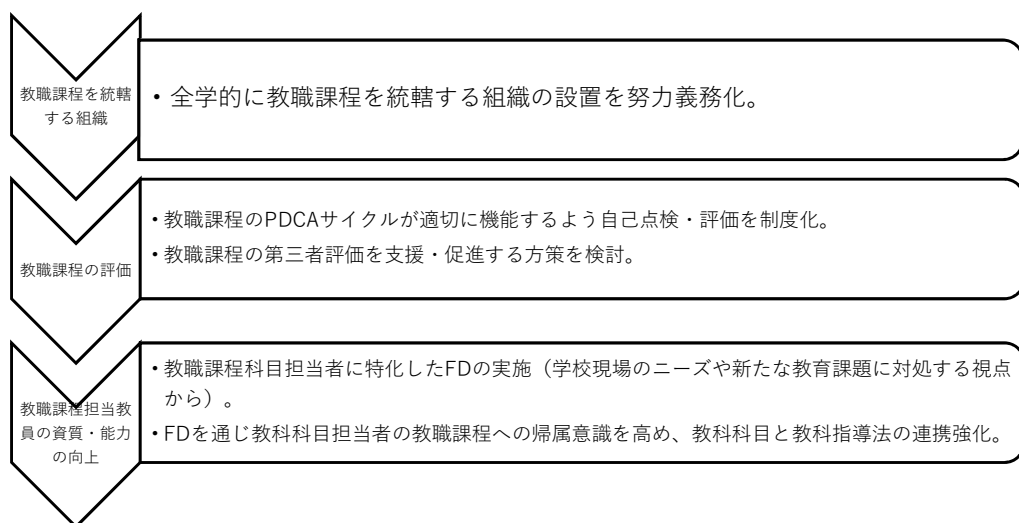 教職課程を統轄
する組織
・全学的に教職課程を統轄する組織の設置を努力義務化。
教職課程の評価
・教職課程のPDCAサイクルが適切に機能するよう自己点検・評価を制度化。
・教職課程の第三者評価を支援・促進する方策を検討。
教職課程担当教
員の資質・能力
の向上
・教職課程科目担当者に特化したFDの実施（学校現場のニーズや新たな教育課題に対処する視点
から）。
・FDを通じ教科科目担当者の教職課程への帰属意識を高め、教科科目と教科指導法の連携強化。